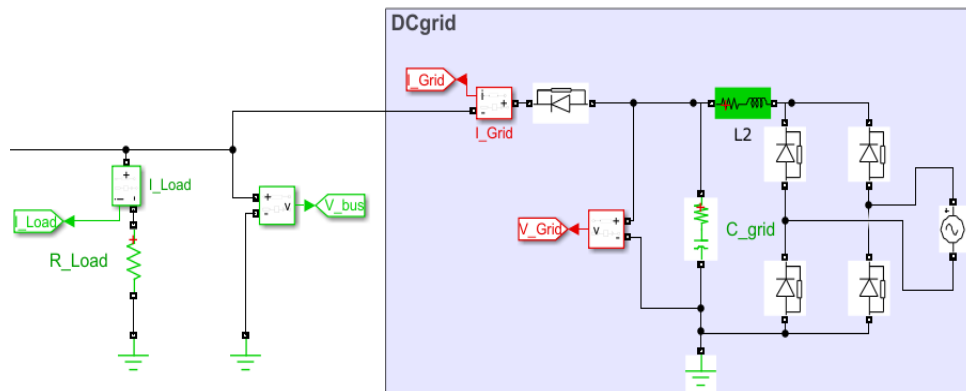 DCgrid
I_Grid
i
+
-
I_Grid
L2
+
I_Load
I_Load
+
-
v
V_bus
V_Grid
v
+
-
C_grid
R_Load